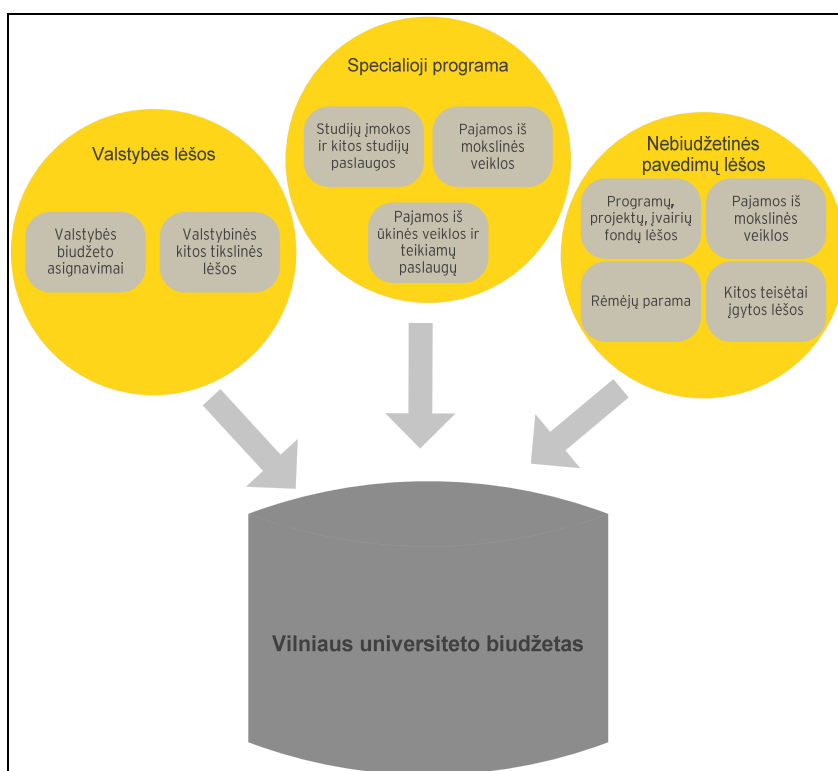 Valstybės lėšos
Valstybės
biudžeto
asignavimai
Valstybinės
kitos tikslinės
lėšos
Specialioji programa
Studijų įmokos
ir kitos studijų
paslaugos
Pajamos iš
mokslinės
veiklos
Pajamos iš
ūkinės veiklos ir
teikiamų
paslaugų
Nebiudžetinės
pavedimų lėšos
Programų,
projektų, įvairių
fondų lėšos
Pajamos iš
mokslinės
veiklos
Rėmėjų parama
Kitos teisėtai
įgytos lėšos
Vilniaus universiteto biudžetas